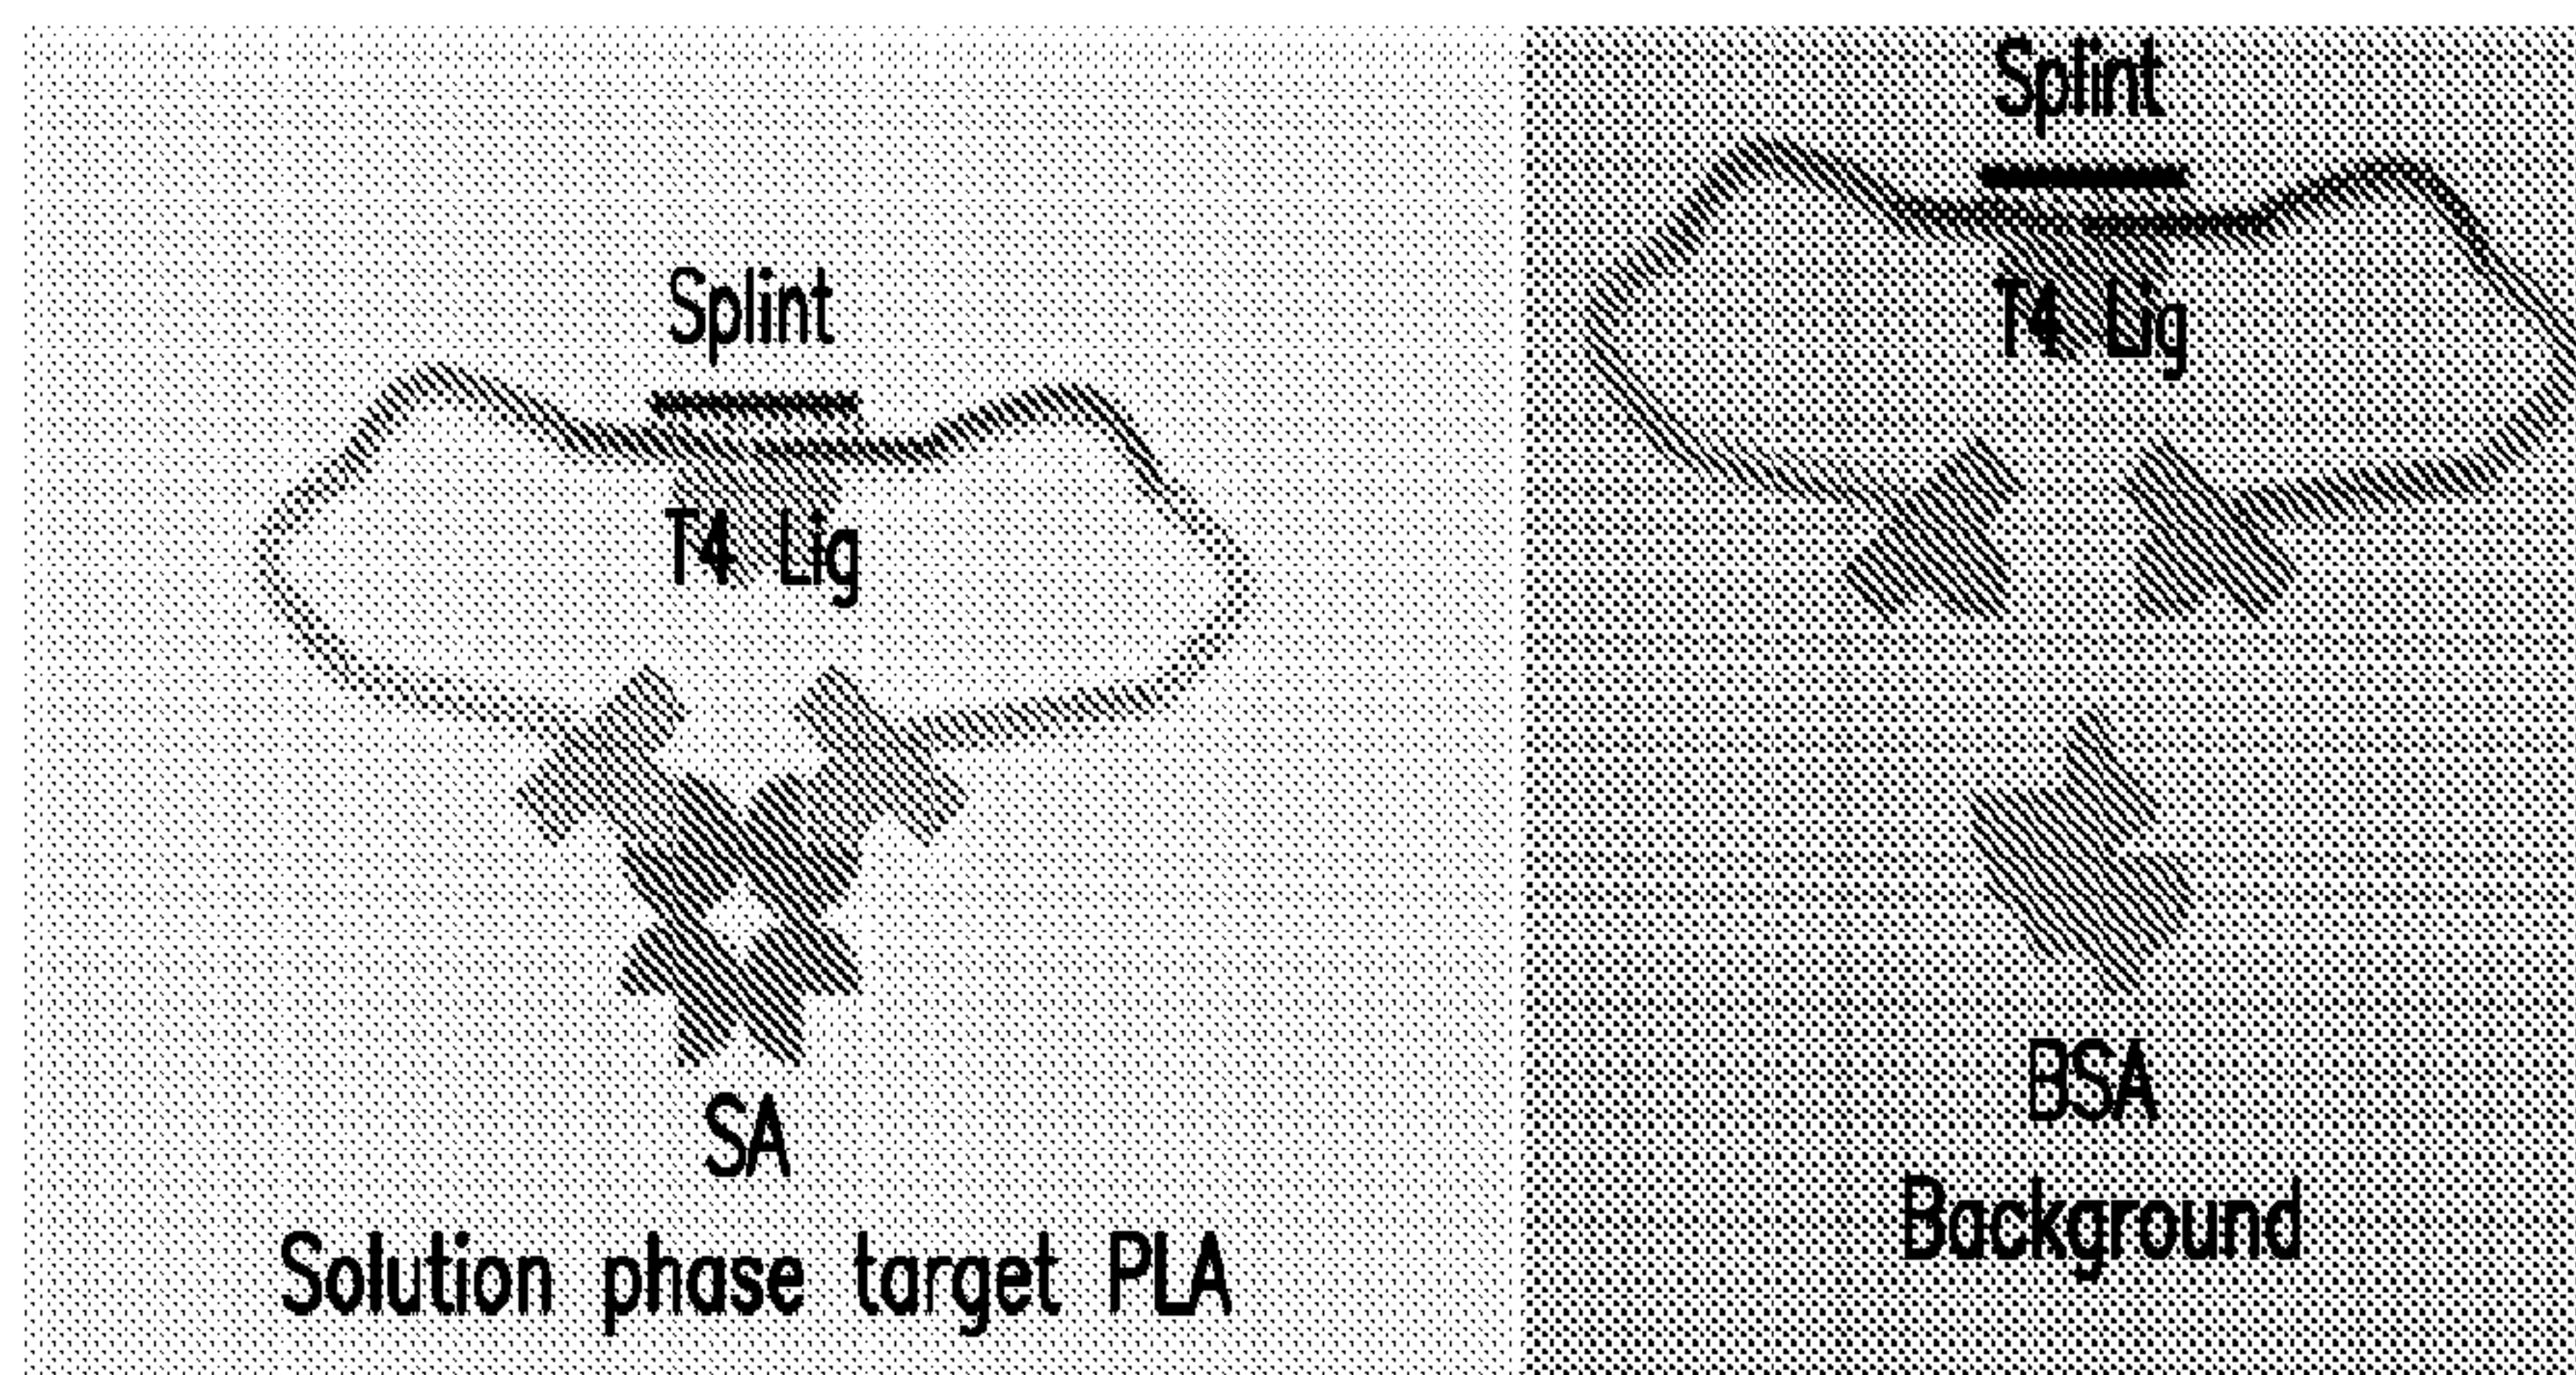 Splint
T4 Lig
SA
Solution phase target PLA
Splint
T4 Lig
BSA
Background